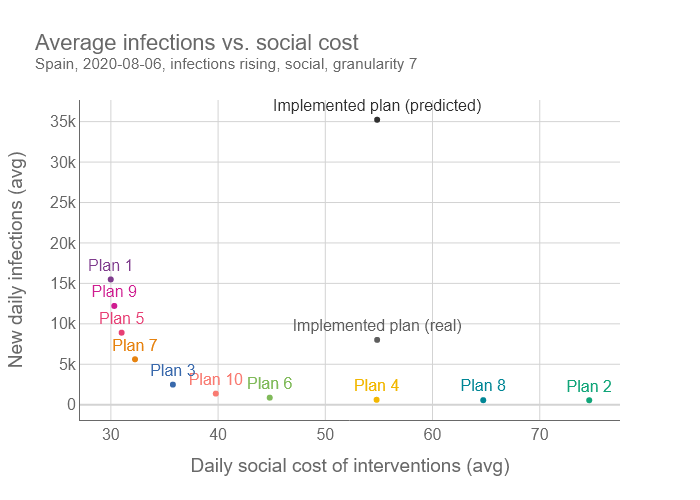 Average infections vs. social cost
Spain, 2020-08-06, infections rising, social, granularity 7
Implemented plan (predicted)
35k
30k
25k
20k
15k
10k
5k
0
New daily infections (avg)
Plan 1
Plan 9
Plan 5
Plan 7
Plan 3
Plan 10
Plan 6
Implemented plan (real)
Plan 4
Plan 8
Plan 2
30
40
50
60
70
Daily social cost of interventions (avg)